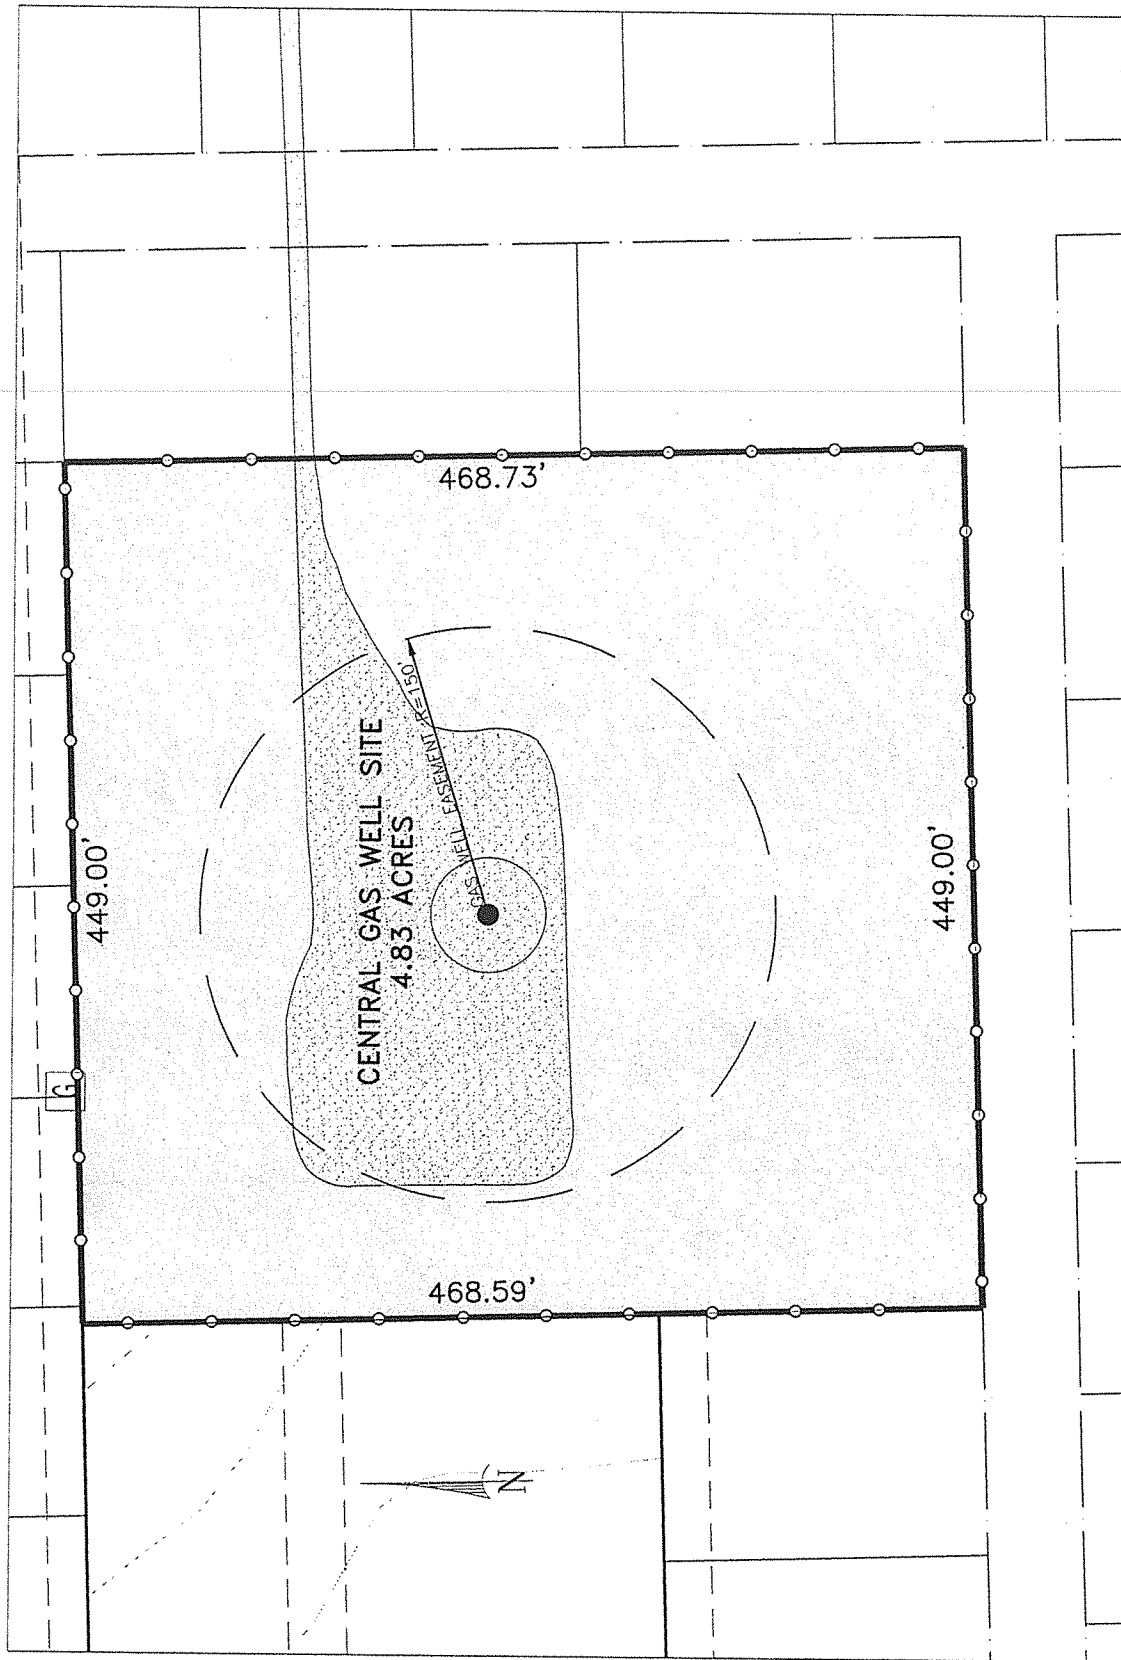 468.73'
449.00'
CENTRAL GAS WELL SITE
4.83 ACRES
GAS WELL EASEMENT R=150'
449.00'
G
468.59'
N